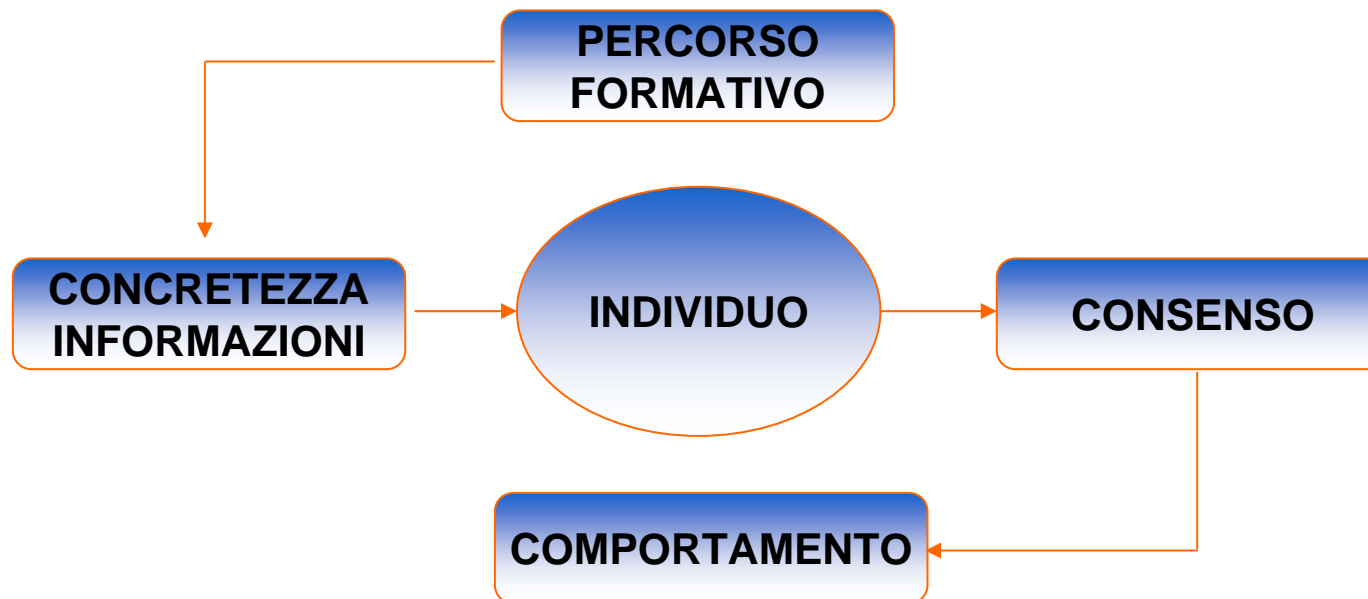 PERCORSO
FORMATIVO
CONCRETEZZA
INFORMAZIONI
INDIVIDUO
CONSENSO
COMPORTAMENTO